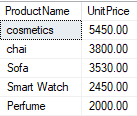 ProductName UnitPrice
cosmetics 5450.00
chai 3800.00
Sofa 3530.00
Smart Watch 2450.00
Perfume 2000.00